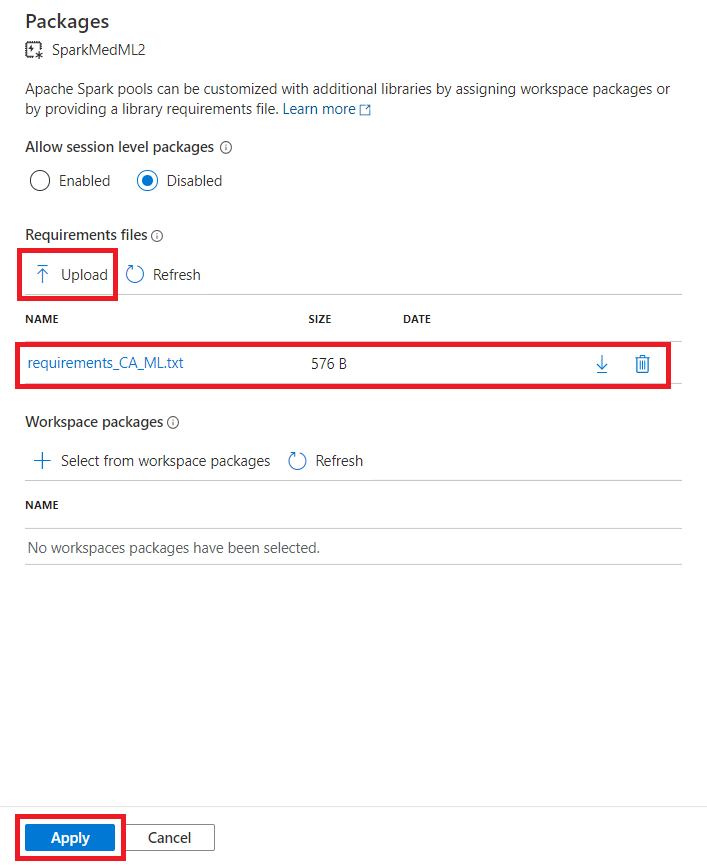 Packages
SparkMedML2
Apache Spark pools can be customized with additional libraries by assigning workspace packages or
by providing a library requirements file. Learn more
Allow session level packages
Enabled Disabled
Requirements files
Upload Refresh
NAME SIZE DATE
requirements_CA_ML.txt 576 B
Workspace packages
Select from workspace packages Refresh
NAME
No workspaces packages have been selected.
Apply Cancel